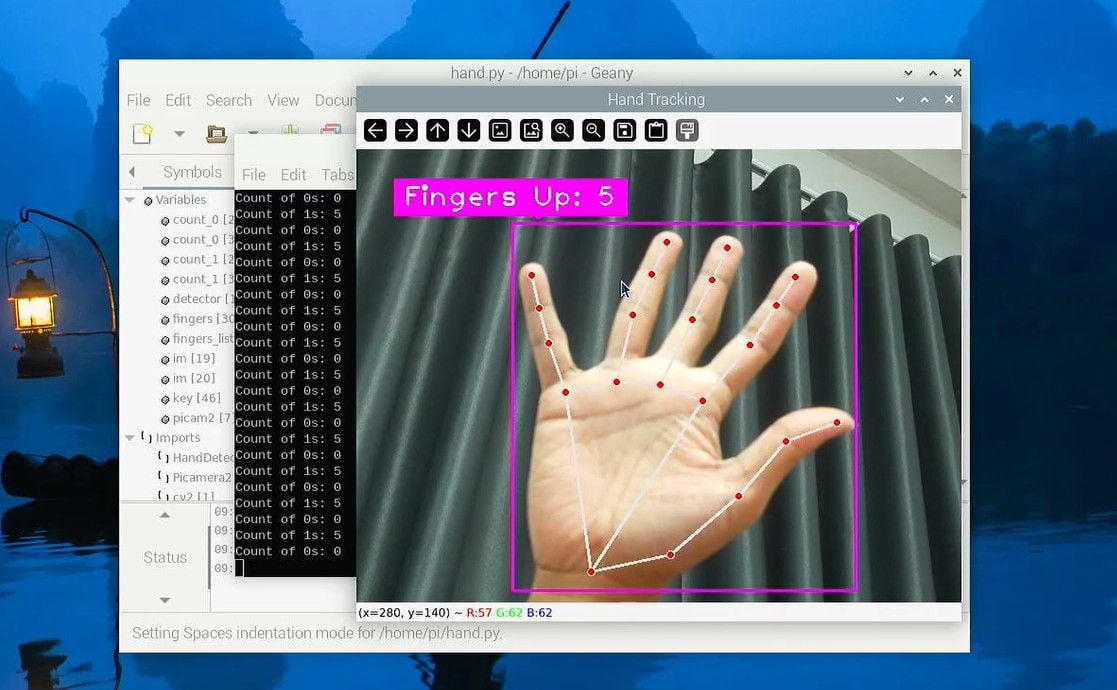 hand.py - /home/pi - Geany
File Edit Search View Docum
Hand Tracking
Symbols
Variables
count_0 [2
count_0 [3
count_1 [2
count_1 [3
detector [1
fingers [30
fingers_list
im [19]
im [20]
key [46]
picam2 [7
Imports
HandDetec
Picamera2
cv2 [1]
File Edit Tabs
Count of 0s: 0
Count of 1s: 5
Count of 0s: 0
Count of 1s: 5
Count of 0s: 0
Count of 1s: 5
Count of 0s: 0
Count of 1s: 5
Count of 0s: 0
Count of 1s: 5
Count of 0s: 0
Count of 1s: 5
Count of 0s: 0
Count of 1s: 5
Count of 0s: 0
Count of 1s: 5
Count of 0s: 0
Count of 1s: 5
Count of 0s: 0
Count of 1s: 5
Count of 0s: 0
Count of 1s: 5
Count of 0s: 0
Fingers Up: 5
(x=280, y=140) ~ R:57 G:62 B:62
Status
09:
09:
09:
09:
Setting Spaces indentation mode for /home/pi/hand.py.